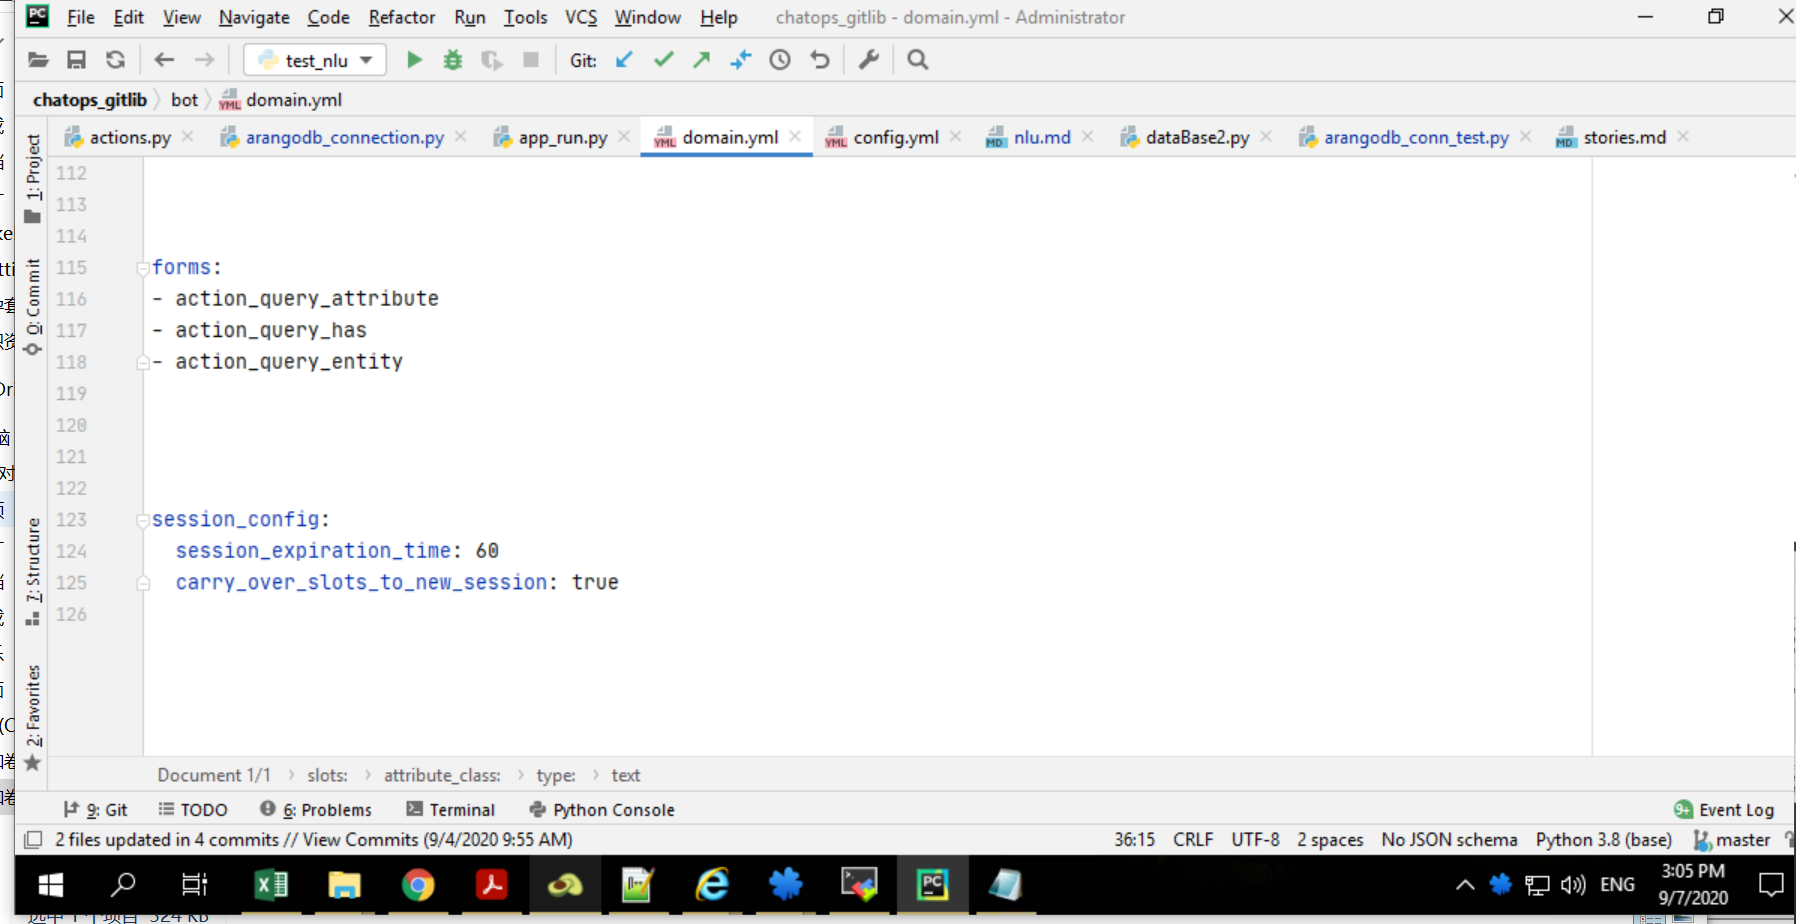 File Edit View Navigate Code Refactor Run Tools VCS Window Help chatops_gitlib - domain.yml - Administrator
test_nlu Git:
chatops_gitlib bot domain.yml
actions.py arangodb_connection.py app_run.py domain.yml config.yml nlu.md dataBase2.py arangodb_conn_test.py stories.md
1: Project
0: Commit
7: Structure
2: Favorites
112
113
114
115 forms:
116 - action_query_attribute
117 - action_query_has
118 - action_query_entity
119
120
121
122
123 session_config:
124 session_expiration_time: 60
125 carry_over_slots_to_new_session: true
126
Document 1/1 › slots: › attribute_class: › type: › text
9: Git TODO 6: Problems Terminal Python Console 9+ Event Log
2 files updated in 4 commits // View Commits (9/4/2020 9:55 AM) 36:15 CRLF UTF-8 2 spaces No JSON schema Python 3.8 (base) master
ENG 3:05 PM
9/7/2020